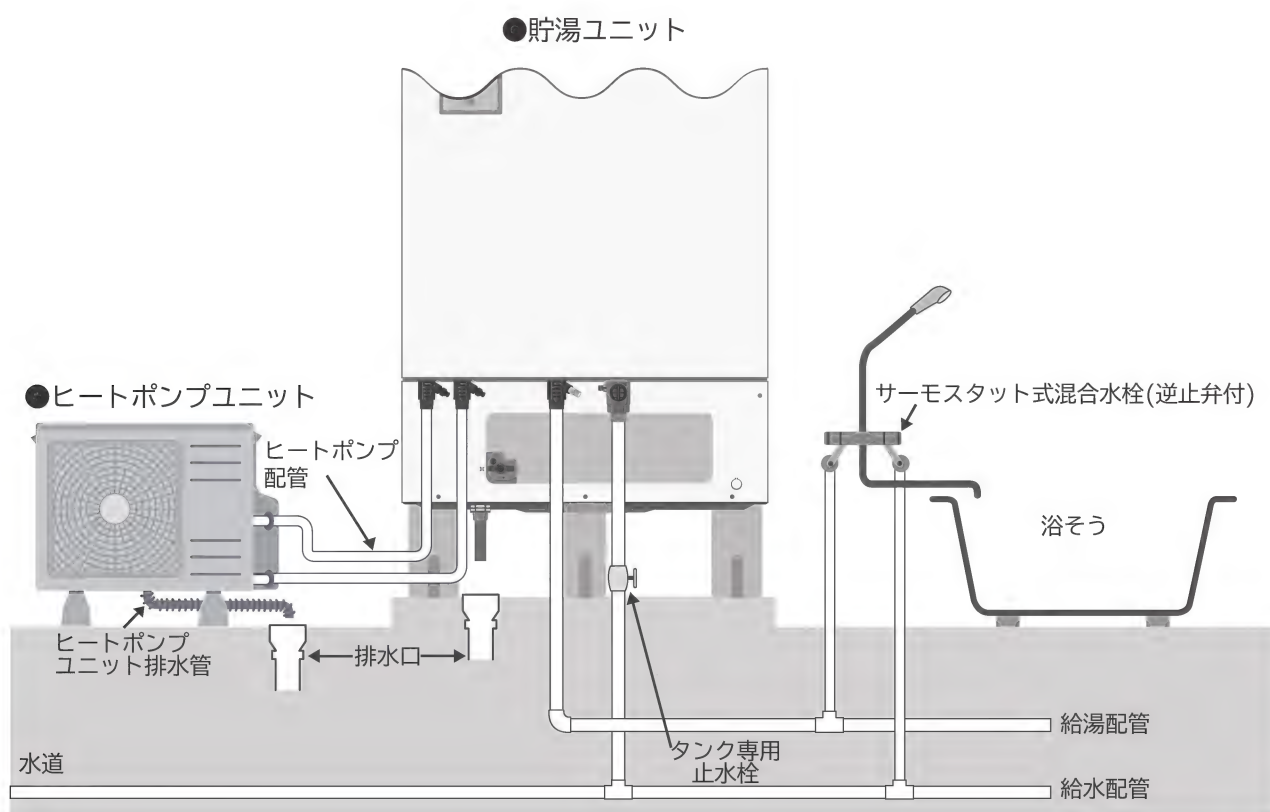 ●貯湯ユニット
●ヒートポンプユニット
ヒートポンプ
配管
サーモスタット式混合水栓(逆止弁付)
浴そう
ヒートポンプ
ユニット排水管
排水口
タンク専用
止水栓
給湯配管
水道
給水配管